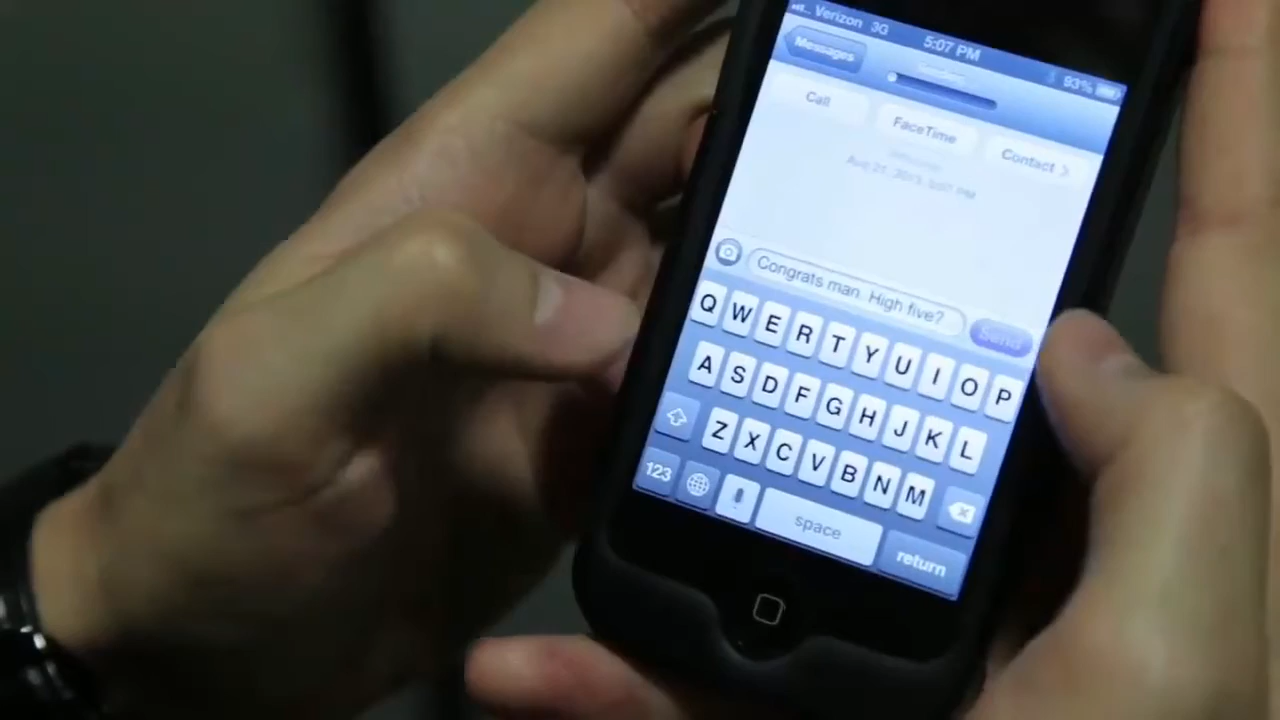 Verizon 3G 5:07 PM 93%
Messages
Call FaceTime Contact
Congrats man. High five? Send
Q W E R T Y U I O P
A S D F G H J K L
Z X C V B N M
123 space return